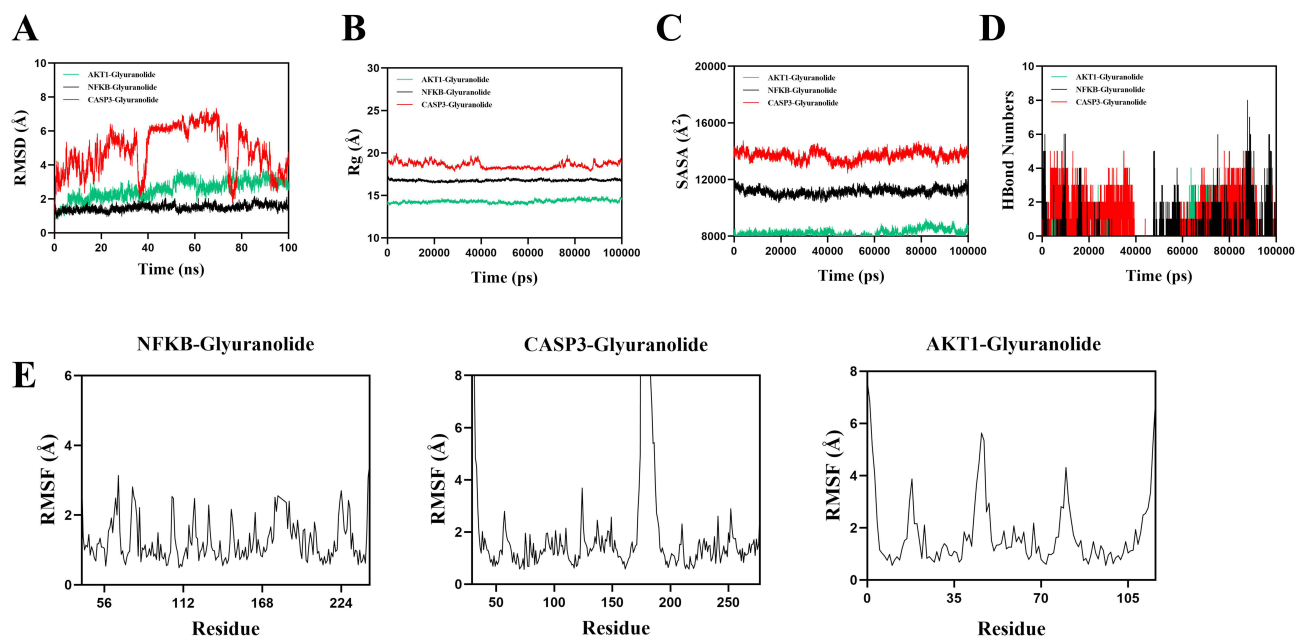 A
RMSD (Å)
10
8
6
4
2
0
AKT1-Glyuranolide
NFKB-Glyuranolide
CASP3-Glyuranolide
0 20 40 60 80 100
Time (ns)
B
Rg (Å)
30
25
20
15
10
AKT1-Glyuranolide
NFKB-Glyuranolide
CASP3-Glyuranolide
0 20000 40000 60000 80000 100000
Time (ps)
C
SASA (Å²)
20000
16000
12000
8000
AKT1-Glyuranolide
NFKB-Glyuranolide
CASP3-Glyuranolide
0 20000 40000 60000 80000 100000
Time (ps)
D
HBond Numbers
10
8
6
4
2
0
AKT1-Glyuranolide
NFKB-Glyuranolide
CASP3-Glyuranolide
0 20000 40000 60000 80000 100000
Time (ps)
E
NFKB-Glyuranolide
RMSF (Å)
6
4
2
0
56 112 168 224
Residue
CASP3-Glyuranolide
RMSF (Å)
8
6
4
2
0
50 100 150 200 250
Residue
AKT1-Glyuranolide
RMSF (Å)
8
6
4
2
0
0 35 70 105
Residue